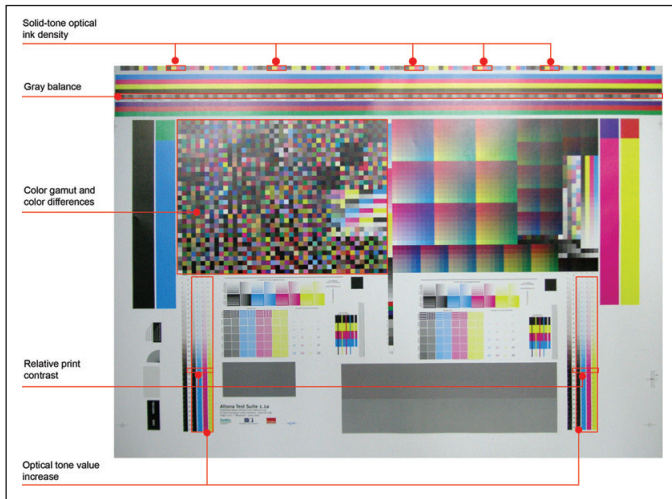 Solid-tone optical
ink density
Gray balance
Color gamut and
color differences
Relative print
contrast
Optical tone value
increase
Altona Test Suite 1.1a